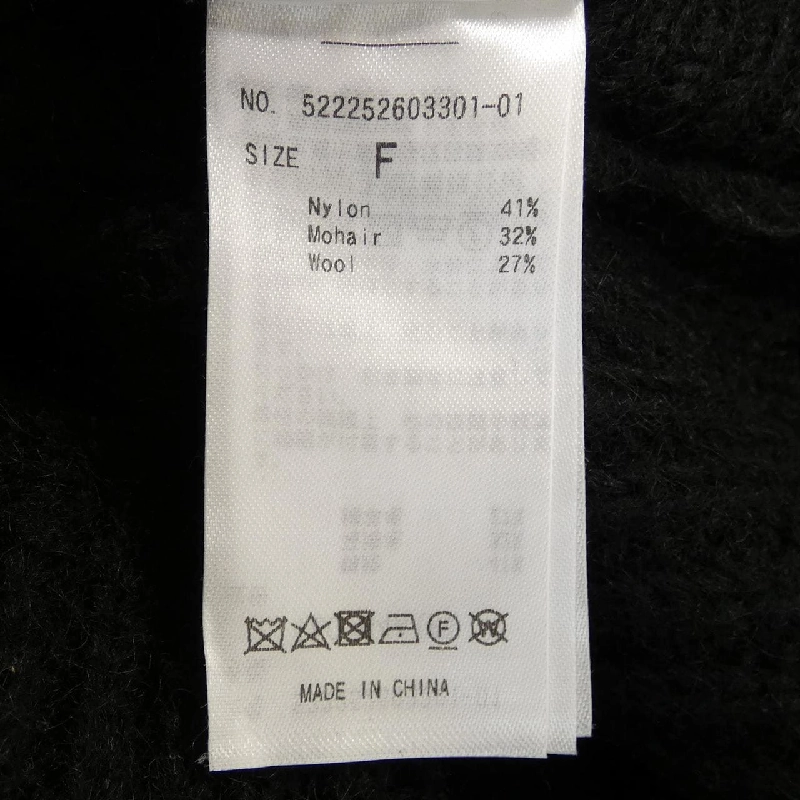 NO. 522252603301-01
SIZE F
Nylon 41%
Mohair 32%
Wool 27%
F W
MADE IN CHINA